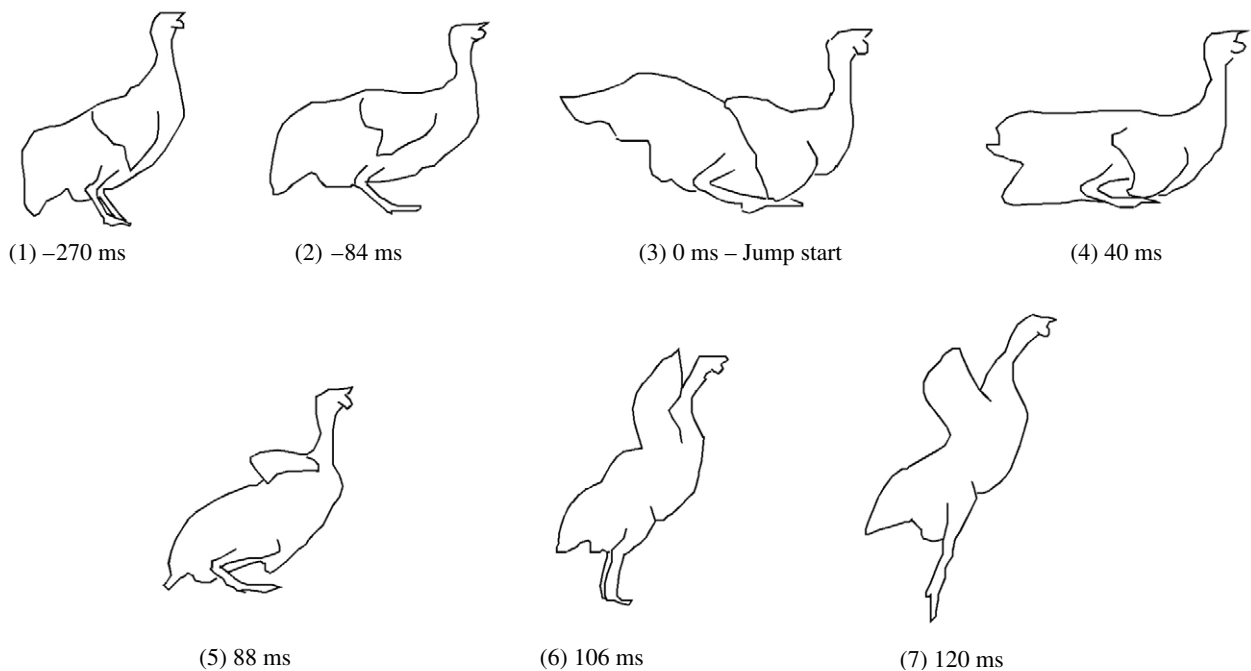 (1) –270 ms
(2) –84 ms
(3) 0 ms – Jump start
(4) 40 ms
(5) 88 ms
(6) 106 ms
(7) 120 ms